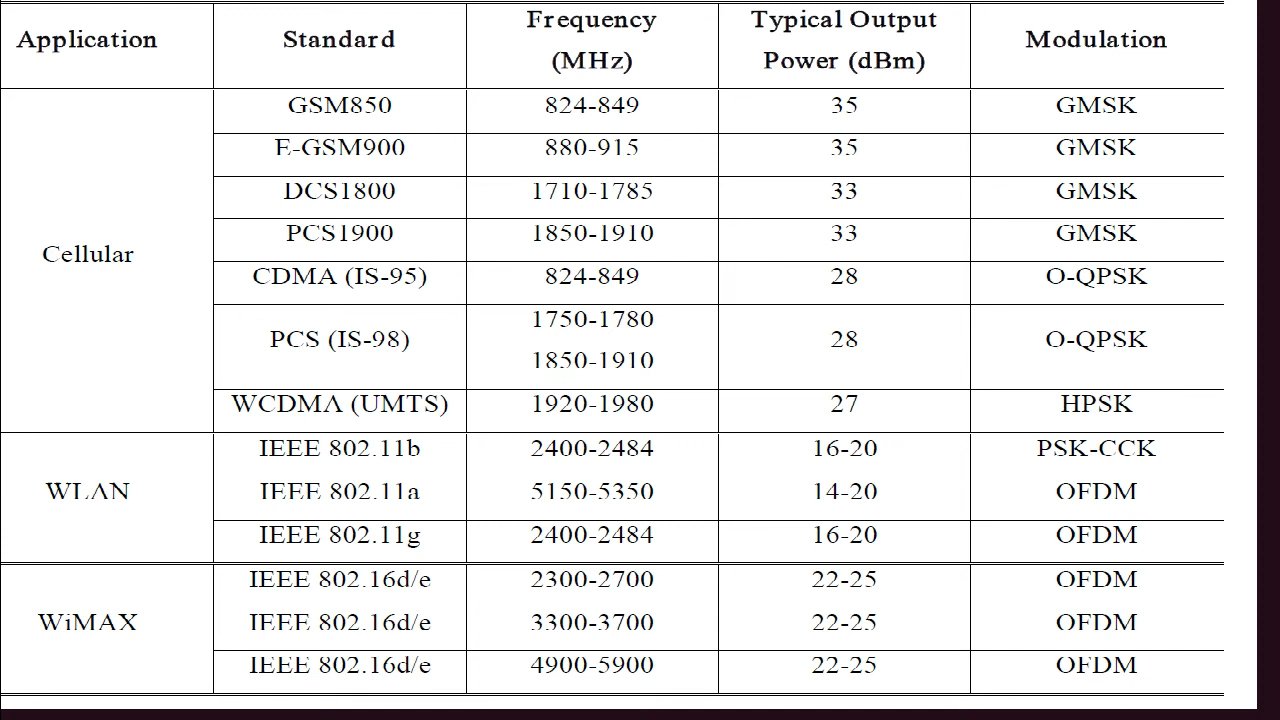 Application Standard Frequency (MHz) Typical Output Power (dBm) Modulation
Cellular
GSM850 824-849 35 GMSK
E-GSM900 880-915 35 GMSK
DCS1800 1710-1785 33 GMSK
PCS1900 1850-1910 33 GMSK
CDMA (IS-95) 824-849 28 O-QPSK
PCS (IS-98) 1750-1780 1850-1910 28 O-QPSK
WCDMA (UMTS) 1920-1980 27 HPSK
WLAN
IEEE 802.11b 2400-2484 16-20 PSK-CCK
IEEE 802.11a 5150-5350 14-20 OFDM
IEEE 802.11g 2400-2484 16-20 OFDM
WiMAX
IEEE 802.16d/e 2300-2700 22-25 OFDM
IEEE 802.16d/e 3300-3700 22-25 OFDM
IEEE 802.16d/e 4900-5900 22-25 OFDM